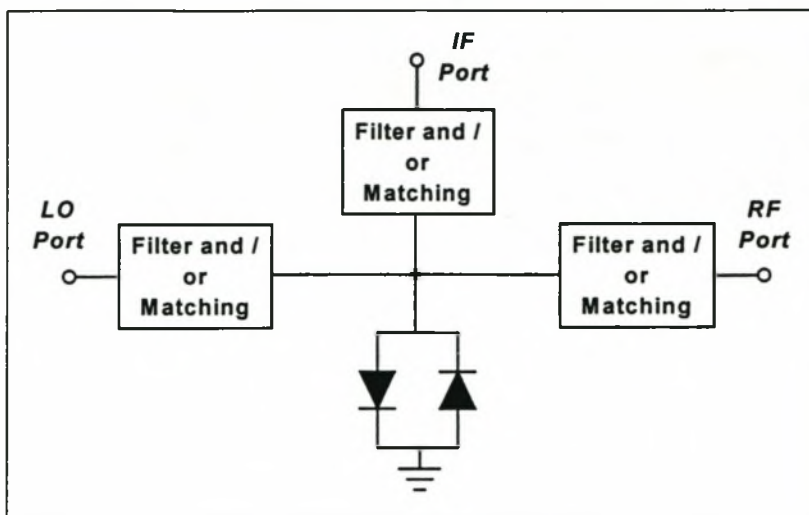 IF
Port
Filter and /
or
Matching
LO
Port
Filter and /
or
Matching
RF
Port
Filter and /
or
Matching